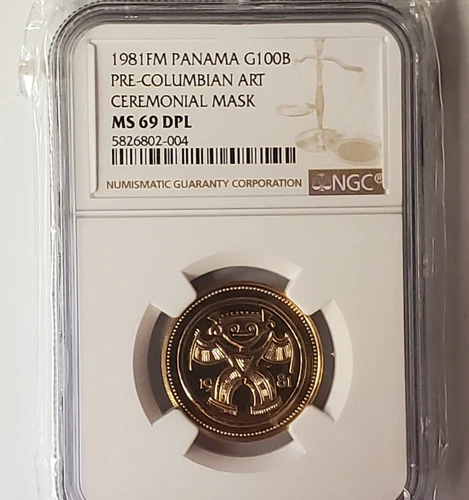 1981FM PANAMA G100B
PRE-COLUMBIAN ART
CEREMONIAL MASK
MS 69 DPL
5826802-004
NUMISMATIC GUARANTY CORPORATION NGC®
19 81